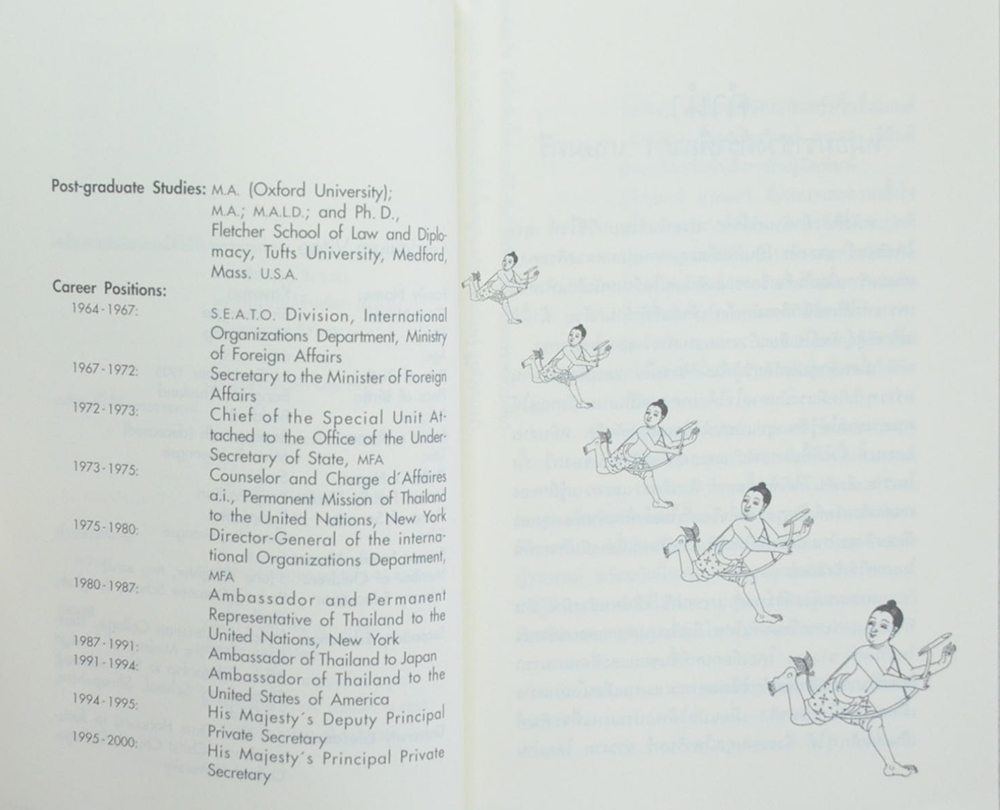 Post-graduate Studies: M.A. (Oxford University);
M.A.; M.A.L.D.; and Ph. D.,
Fletcher School of Law and Diplo-
macy, Tufts University, Medford,
Mass. U.S.A.
Career Positions:
1964-1967: S.E.A.T.O. Division, International
Organizations Department, Ministry
of Foreign Affairs
1967-1972: Secretary to the Minister of Foreign
Affairs
1972-1973: Chief of the Special Unit At-
tached to the Office of the Under-
Secretary of State, MFA
1973-1975: Counselor and Charge d'Affaires
a.i., Permanent Mission of Thailand
to the United Nations, New York
1975-1980: Director-General of the interna-
tional Organizations Department,
MFA
1980-1987: Ambassador and Permanent
Representative of Thailand to the
United Nations, New York
1987-1991: Ambassador of Thailand to Japan
1991-1994: Ambassador of Thailand to the
United States of America
1994-1995: His Majesty's Deputy Principal
Private Secretary
1995-2000: His Majesty's Principal Private
Secretary